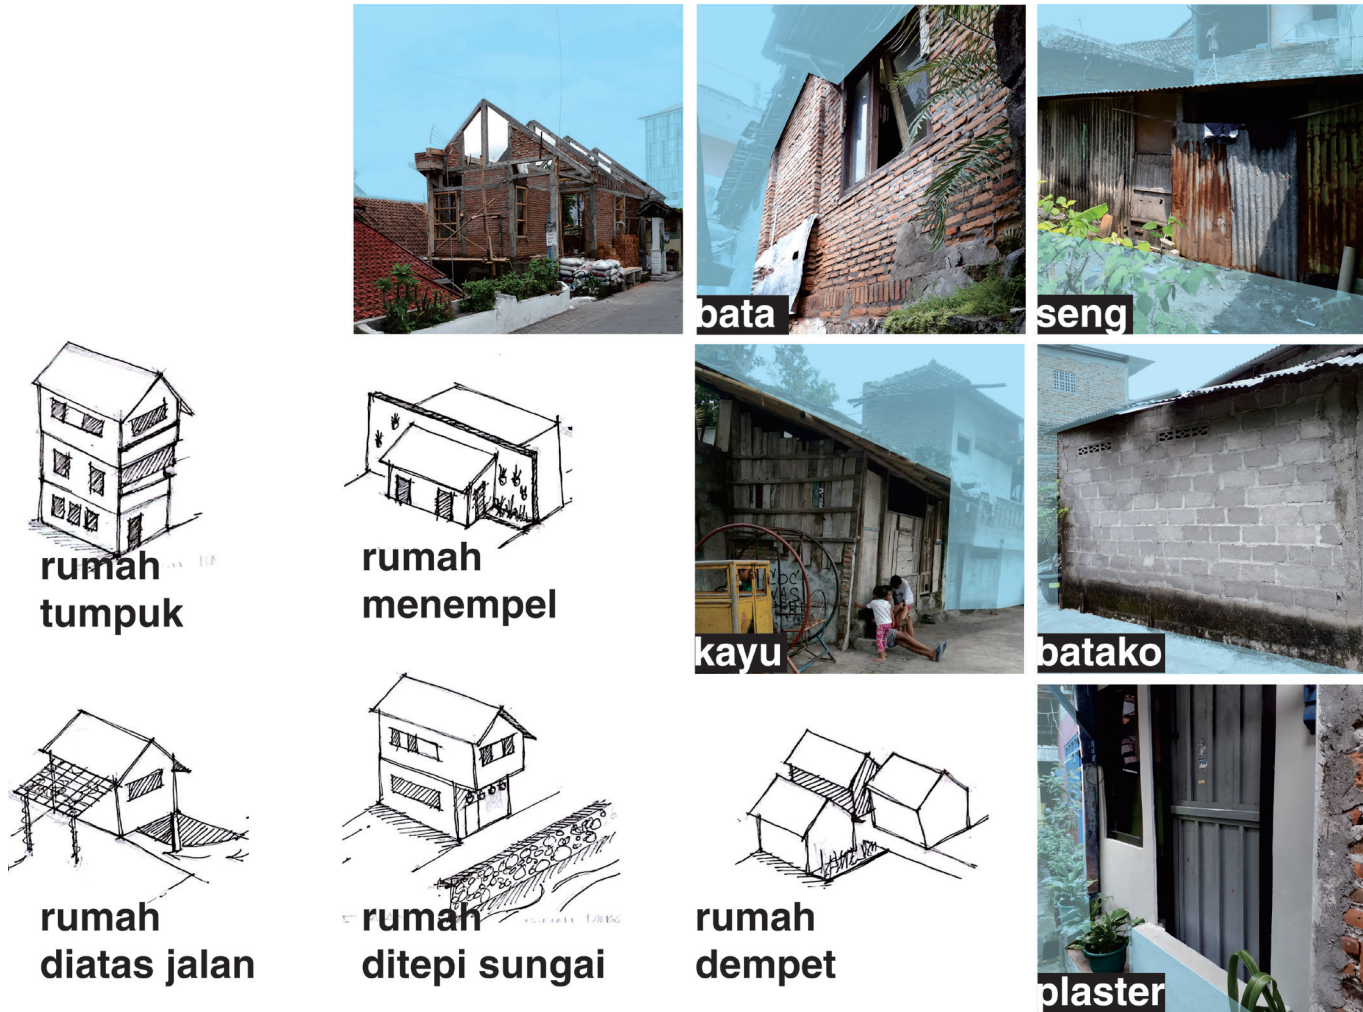 bata
seng
rumah
tumpuk
rumah
menempel
kayu
batako
rumah
diatas jalan
rumah
ditepi sungai
rumah
dempet
plaster